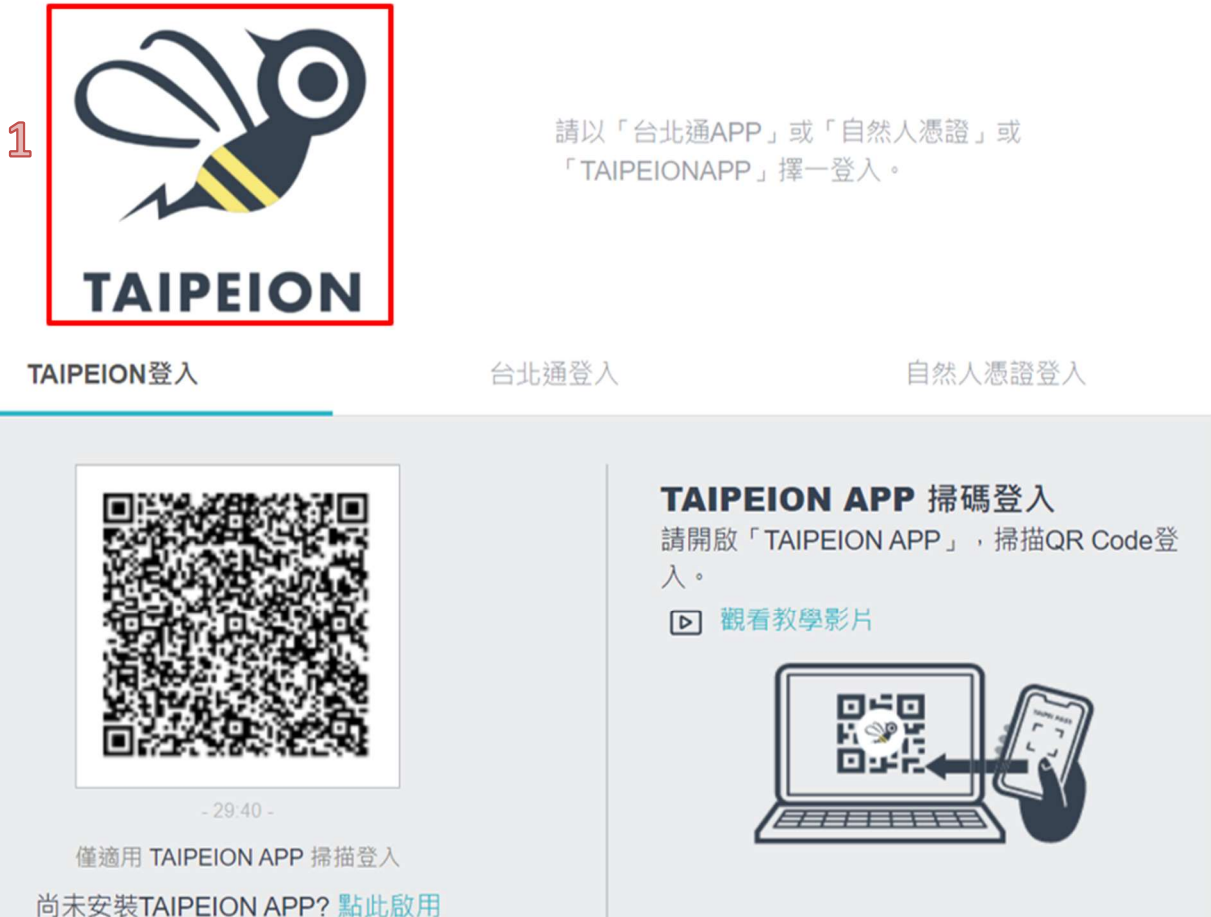 1
TAIPEION
請以「台北通APP」或「自然人憑證」或
「TAIPEIONAPP」擇一登入。
TAIPEION登入
台北通登入
自然人憑證登入
- 29:40 -
僅適用 TAIPEION APP 掃描登入
尚未安裝TAIPEION APP? 點此啟用
TAIPEION APP 掃碼登入
請開啟「TAIPEION APP」，掃描QR Code登
入。
觀看教學影片
TAIPEI PASS